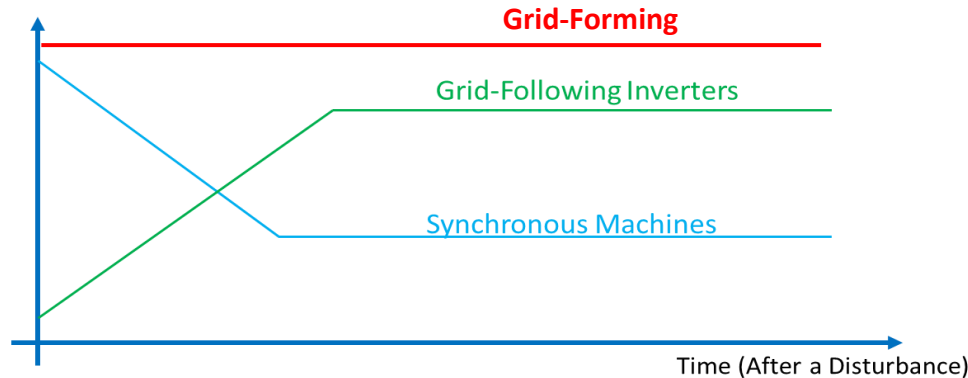 Grid-Forming
Grid-Following Inverters
Synchronous Machines
Time (After a Disturbance)